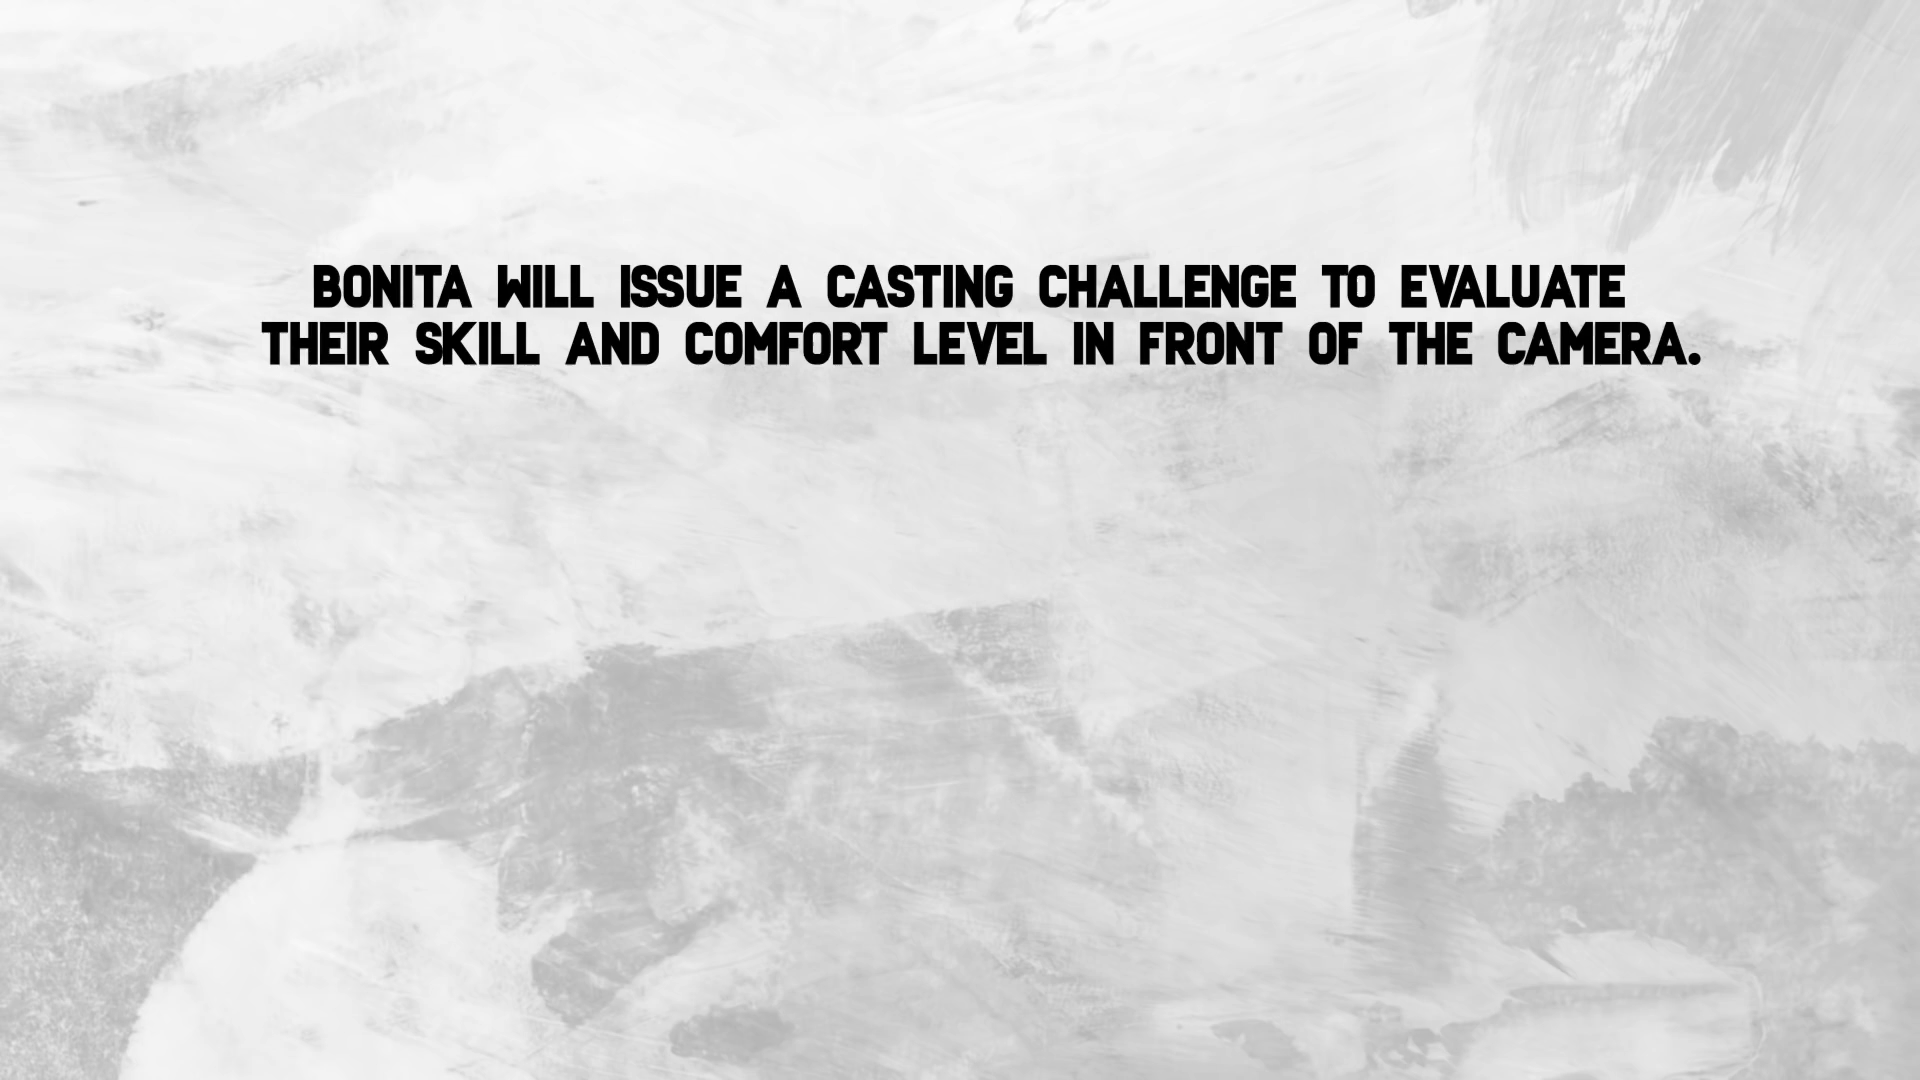 BONITA WILL ISSUE A CASTING CHALLENGE TO EVALUATE
THEIR SKILL AND COMFORT LEVEL IN FRONT OF THE CAMERA.